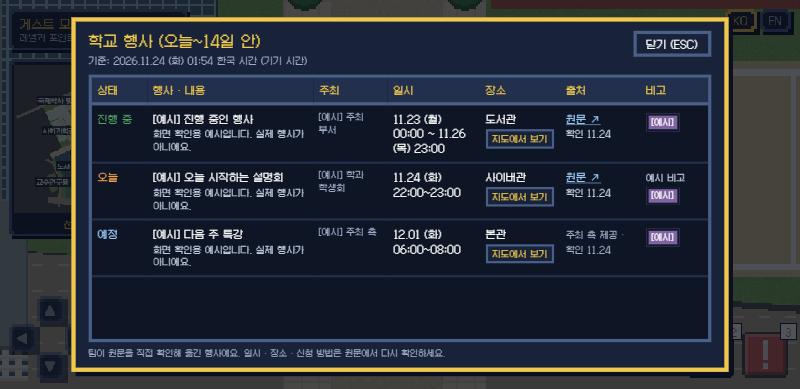 게스트 모
KO EN
학교 행사 (오늘~14일 안)
닫기 (ESC)
기준: 2026.11.24 (화) 01:54 한국 시간 (기기 시간)
상태 행사 · 내용 주최 일시 장소 출처 비고
진행 중 [예시] 진행 중인 행사 [예시] 주최 11.23 (월) 도서관 원문 ↗ [예시]
화면 확인용 예시입니다. 실제 행사가 부서 00:00 ~ 11.26 지도에서 보기 확인 11.24
아니에요. (목) 23:00
오늘 [예시] 오늘 시작하는 설명회 [예시] 학과 11.24 (화) 사이버관 원문 ↗ 예시 비고
화면 확인용 예시입니다. 실제 행사가 학생회 22:00~23:00 지도에서 보기 확인 11.24 [예시]
아니에요.
예정 [예시] 다음 주 특강 [예시] 주최 측 12.01 (화) 본관 주최 측 제공 · [예시]
화면 확인용 예시입니다. 실제 행사가 06:00~08:00 지도에서 보기 확인 11.24
아니에요.
팀이 원문을 직접 확인해 옮긴 행사예요. 일시 · 장소 · 신청 방법은 원문에서 다시 확인하세요.